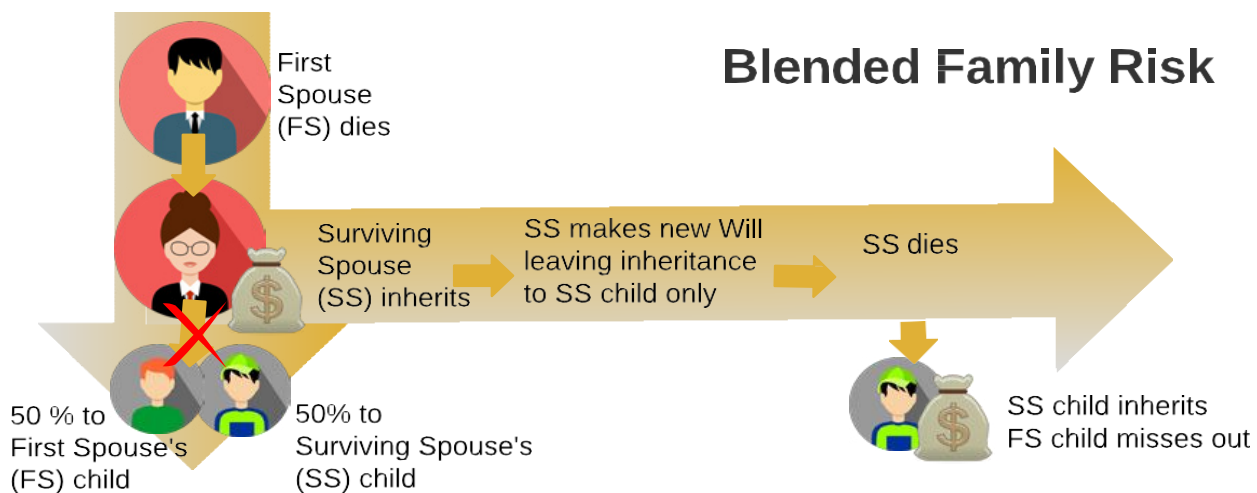 Blended Family Risk
First
Spouse
(FS) dies
Surviving
Spouse
(SS) inherits
SS makes new Will
leaving inheritance
to SS child only
SS dies
50 % to
First Spouse's
(FS) child
50% to
Surviving Spouse's
(SS) child
SS child inherits
FS child misses out
$
$